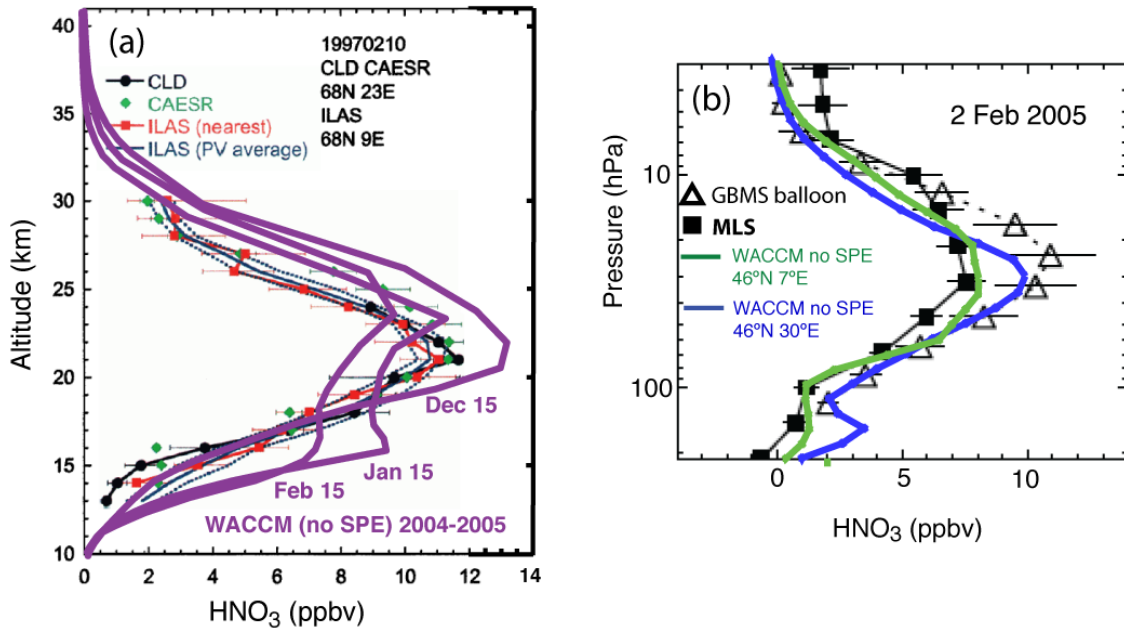 (a)
19970210
CLD CAESR
68N 23E
ILAS
68N 9E
CLD
CAESR
ILAS (nearest)
ILAS (PV average)
Dec 15
Jan 15
Feb 15
WACCM (no SPE) 2004-2005
Altitude (km)
40
35
30
25
20
15
10
0
2
4
6
8
10
12
14
HNO3 (ppbv)
(b)
2 Feb 2005
GBMS balloon
MLS
WACCM no SPE
46ºN 7ºE
WACCM no SPE
46ºN 30ºE
Pressure (hPa)
10
100
0
5
10
HNO3 (ppbv)